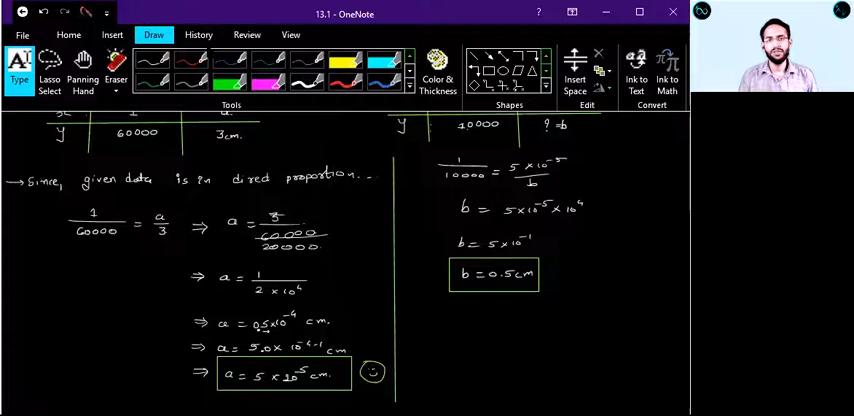 13.1 - OneNote
File Home Insert Draw History Review View
Type
Lasso Select
Panning Hand
Eraser
Color & Thickness
Insert Space
Ink to Text
Ink to Math
Tools
Shapes
Edit
Convert
y 60000 3cm.
y 10000 ? = b
→ Since, given data is in direct proportion...
1/60000 = a/3 ⇒ a = 3/60000 20000
⇒ a = 1/2 × 10⁴
⇒ a = 0.5 × 10⁻⁴ cm.
⇒ a = 5.0 × 10⁻⁴⁻¹ cm
⇒ a = 5 × 10⁻⁵ cm.
1/10000 = 5 × 10⁻⁵/b
b = 5 × 10⁻⁵ × 10⁴
b = 5 × 10⁻¹
b = 0.5 cm